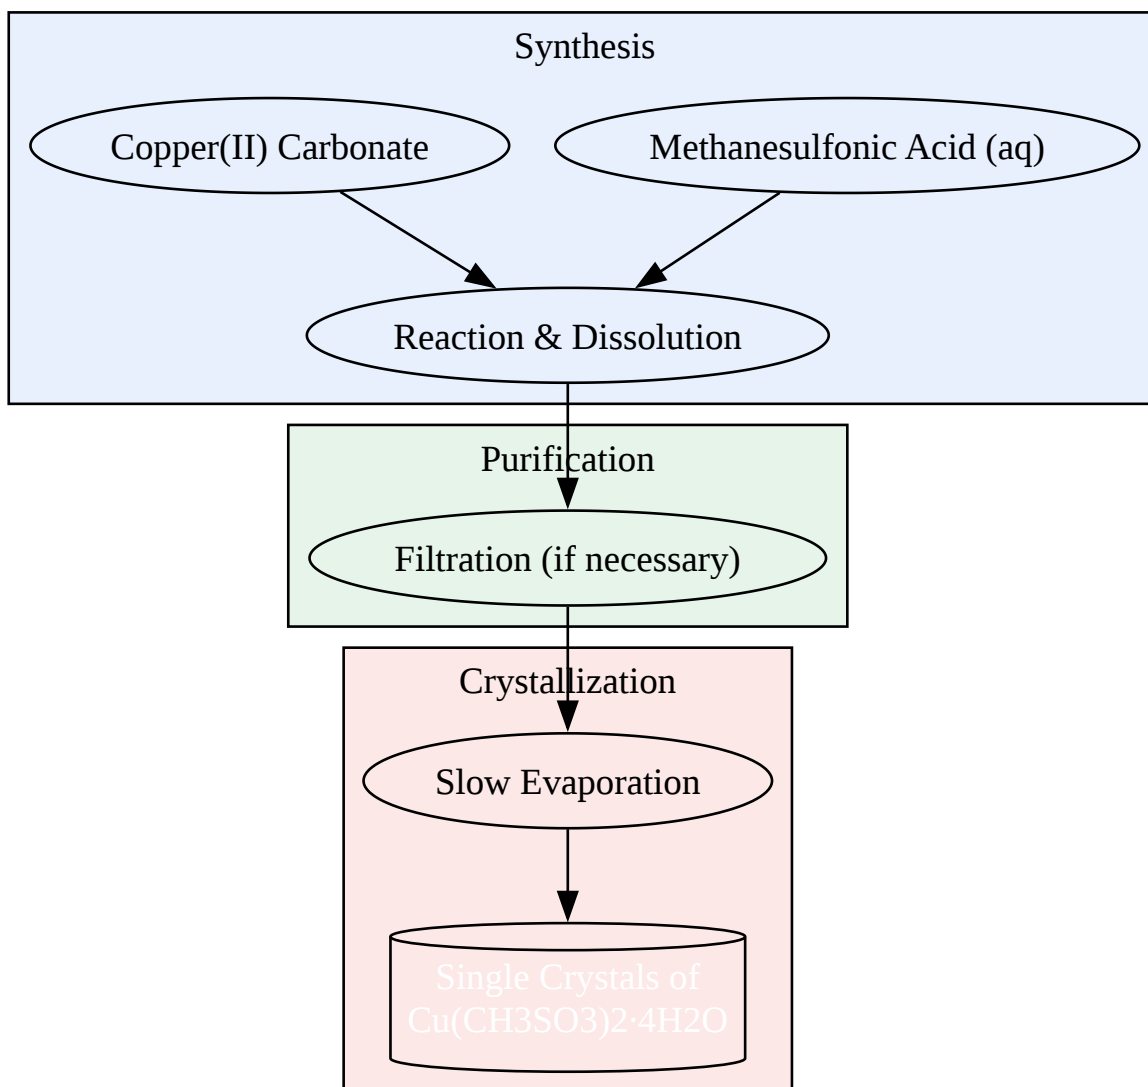 Synthesis
Copper(II) Carbonate
Methanesulfonic Acid (aq)
Reaction & Dissolution
Purification
Filtration (if necessary)
Crystallization
Slow Evaporation
Single Crystals of
Cu(CH3SO3)2·4H2O